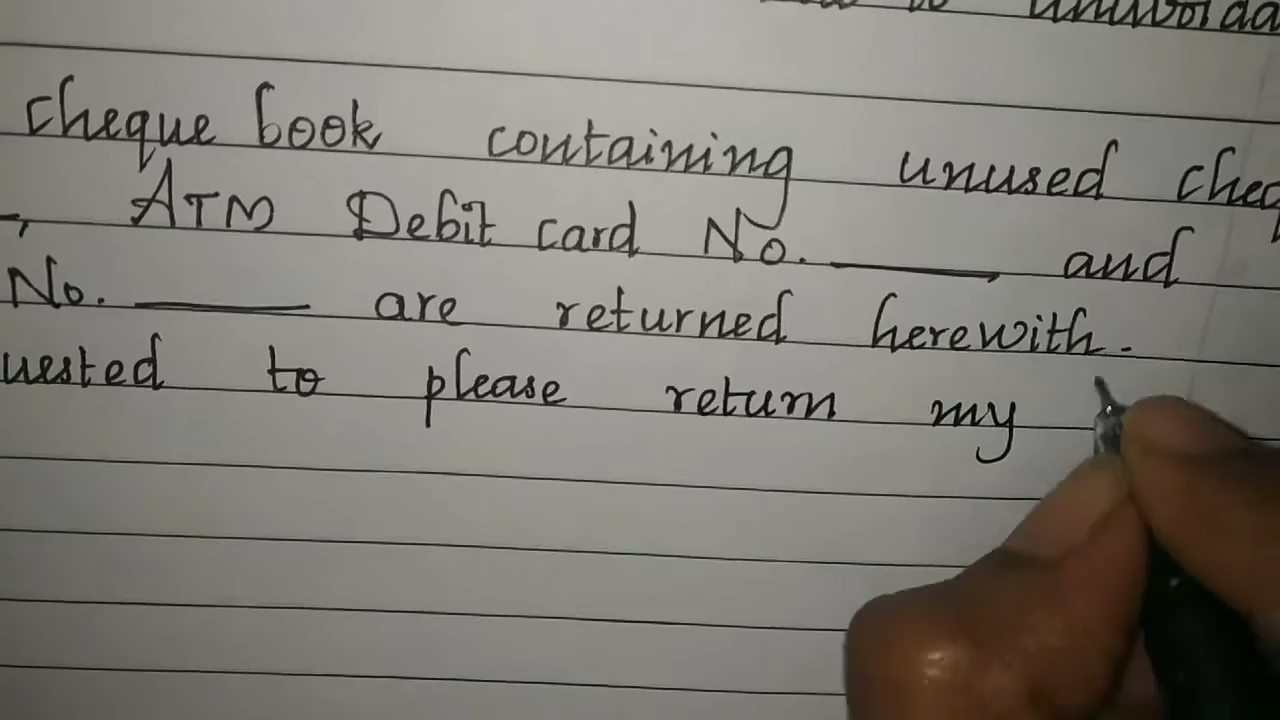 cheque book containing unused
, ATM Debit card No. ______ and
No. ______ are returned herewith.
uested to please return my